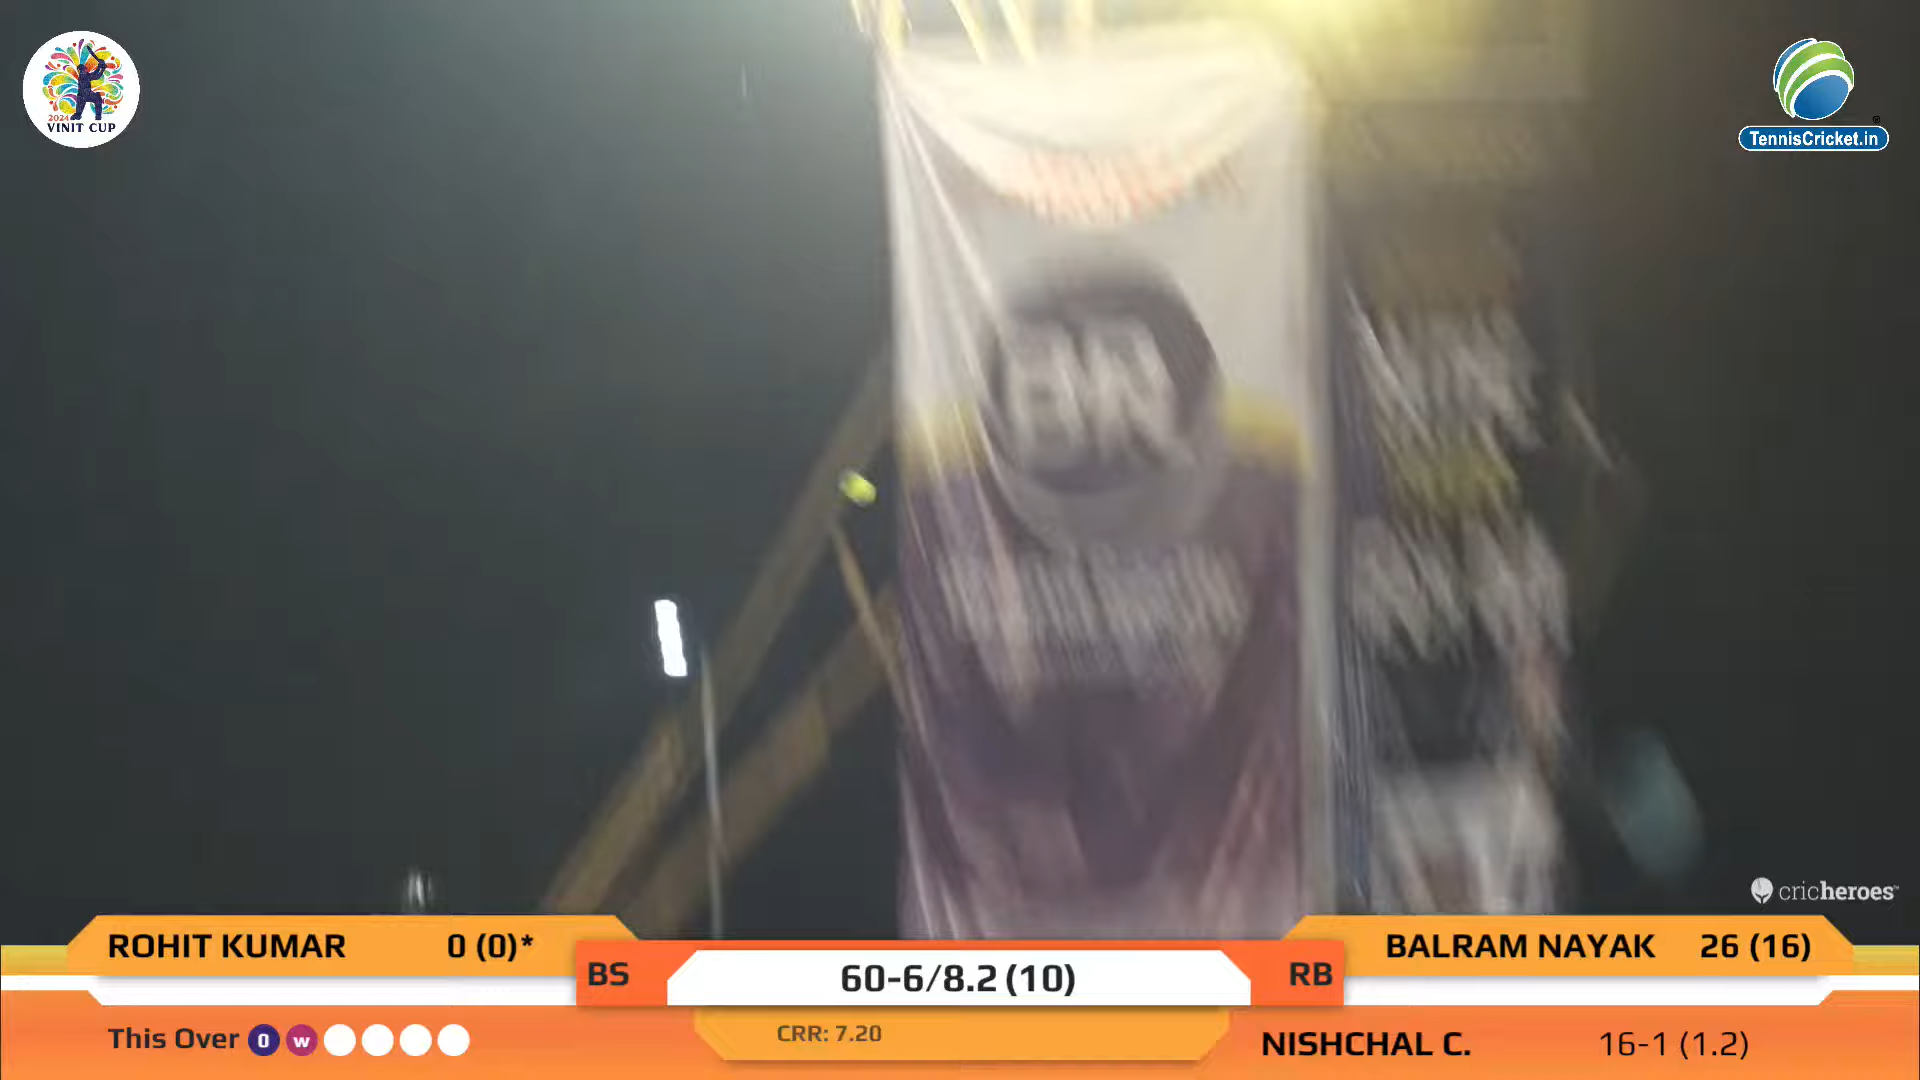 2024
VINIT CUP
TennisCricket.in
cricheroes
ROHIT KUMAR 0 (0)*
BS 60-6/8.2 (10) RB
BALRAM NAYAK 26 (16)
This Over 0 w
CRR: 7.20
NISHCHAL C. 16-1 (1.2)